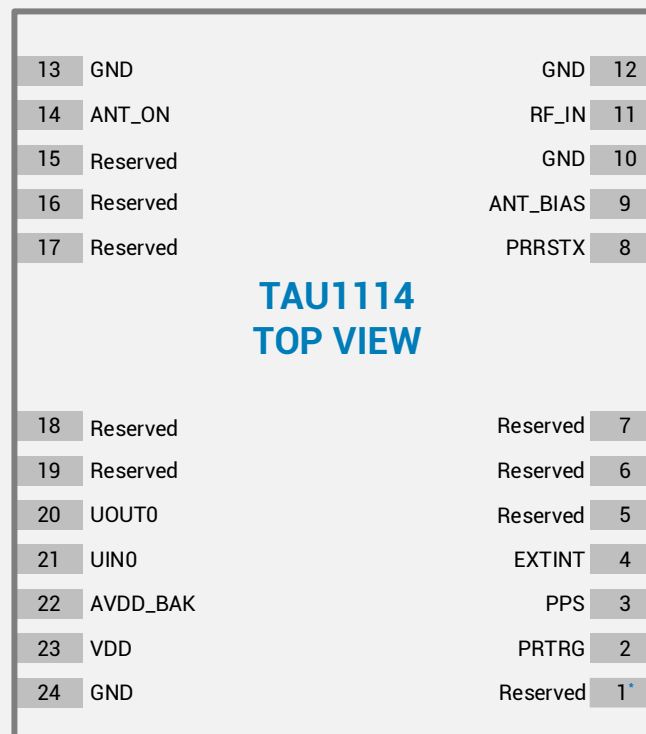 13 GND GND 12
14 ANT_ON RF_IN 11
15 Reserved GND 10
16 Reserved ANT_BIAS 9
17 Reserved PRRSTX 8
TAU1114
TOP VIEW
18 Reserved Reserved 7
19 Reserved Reserved 6
20 UOUT0 Reserved 5
21 UIN0 EXTINT 4
22 AVDD_BAK PPS 3
23 VDD PRTRG 2
24 GND Reserved 1*